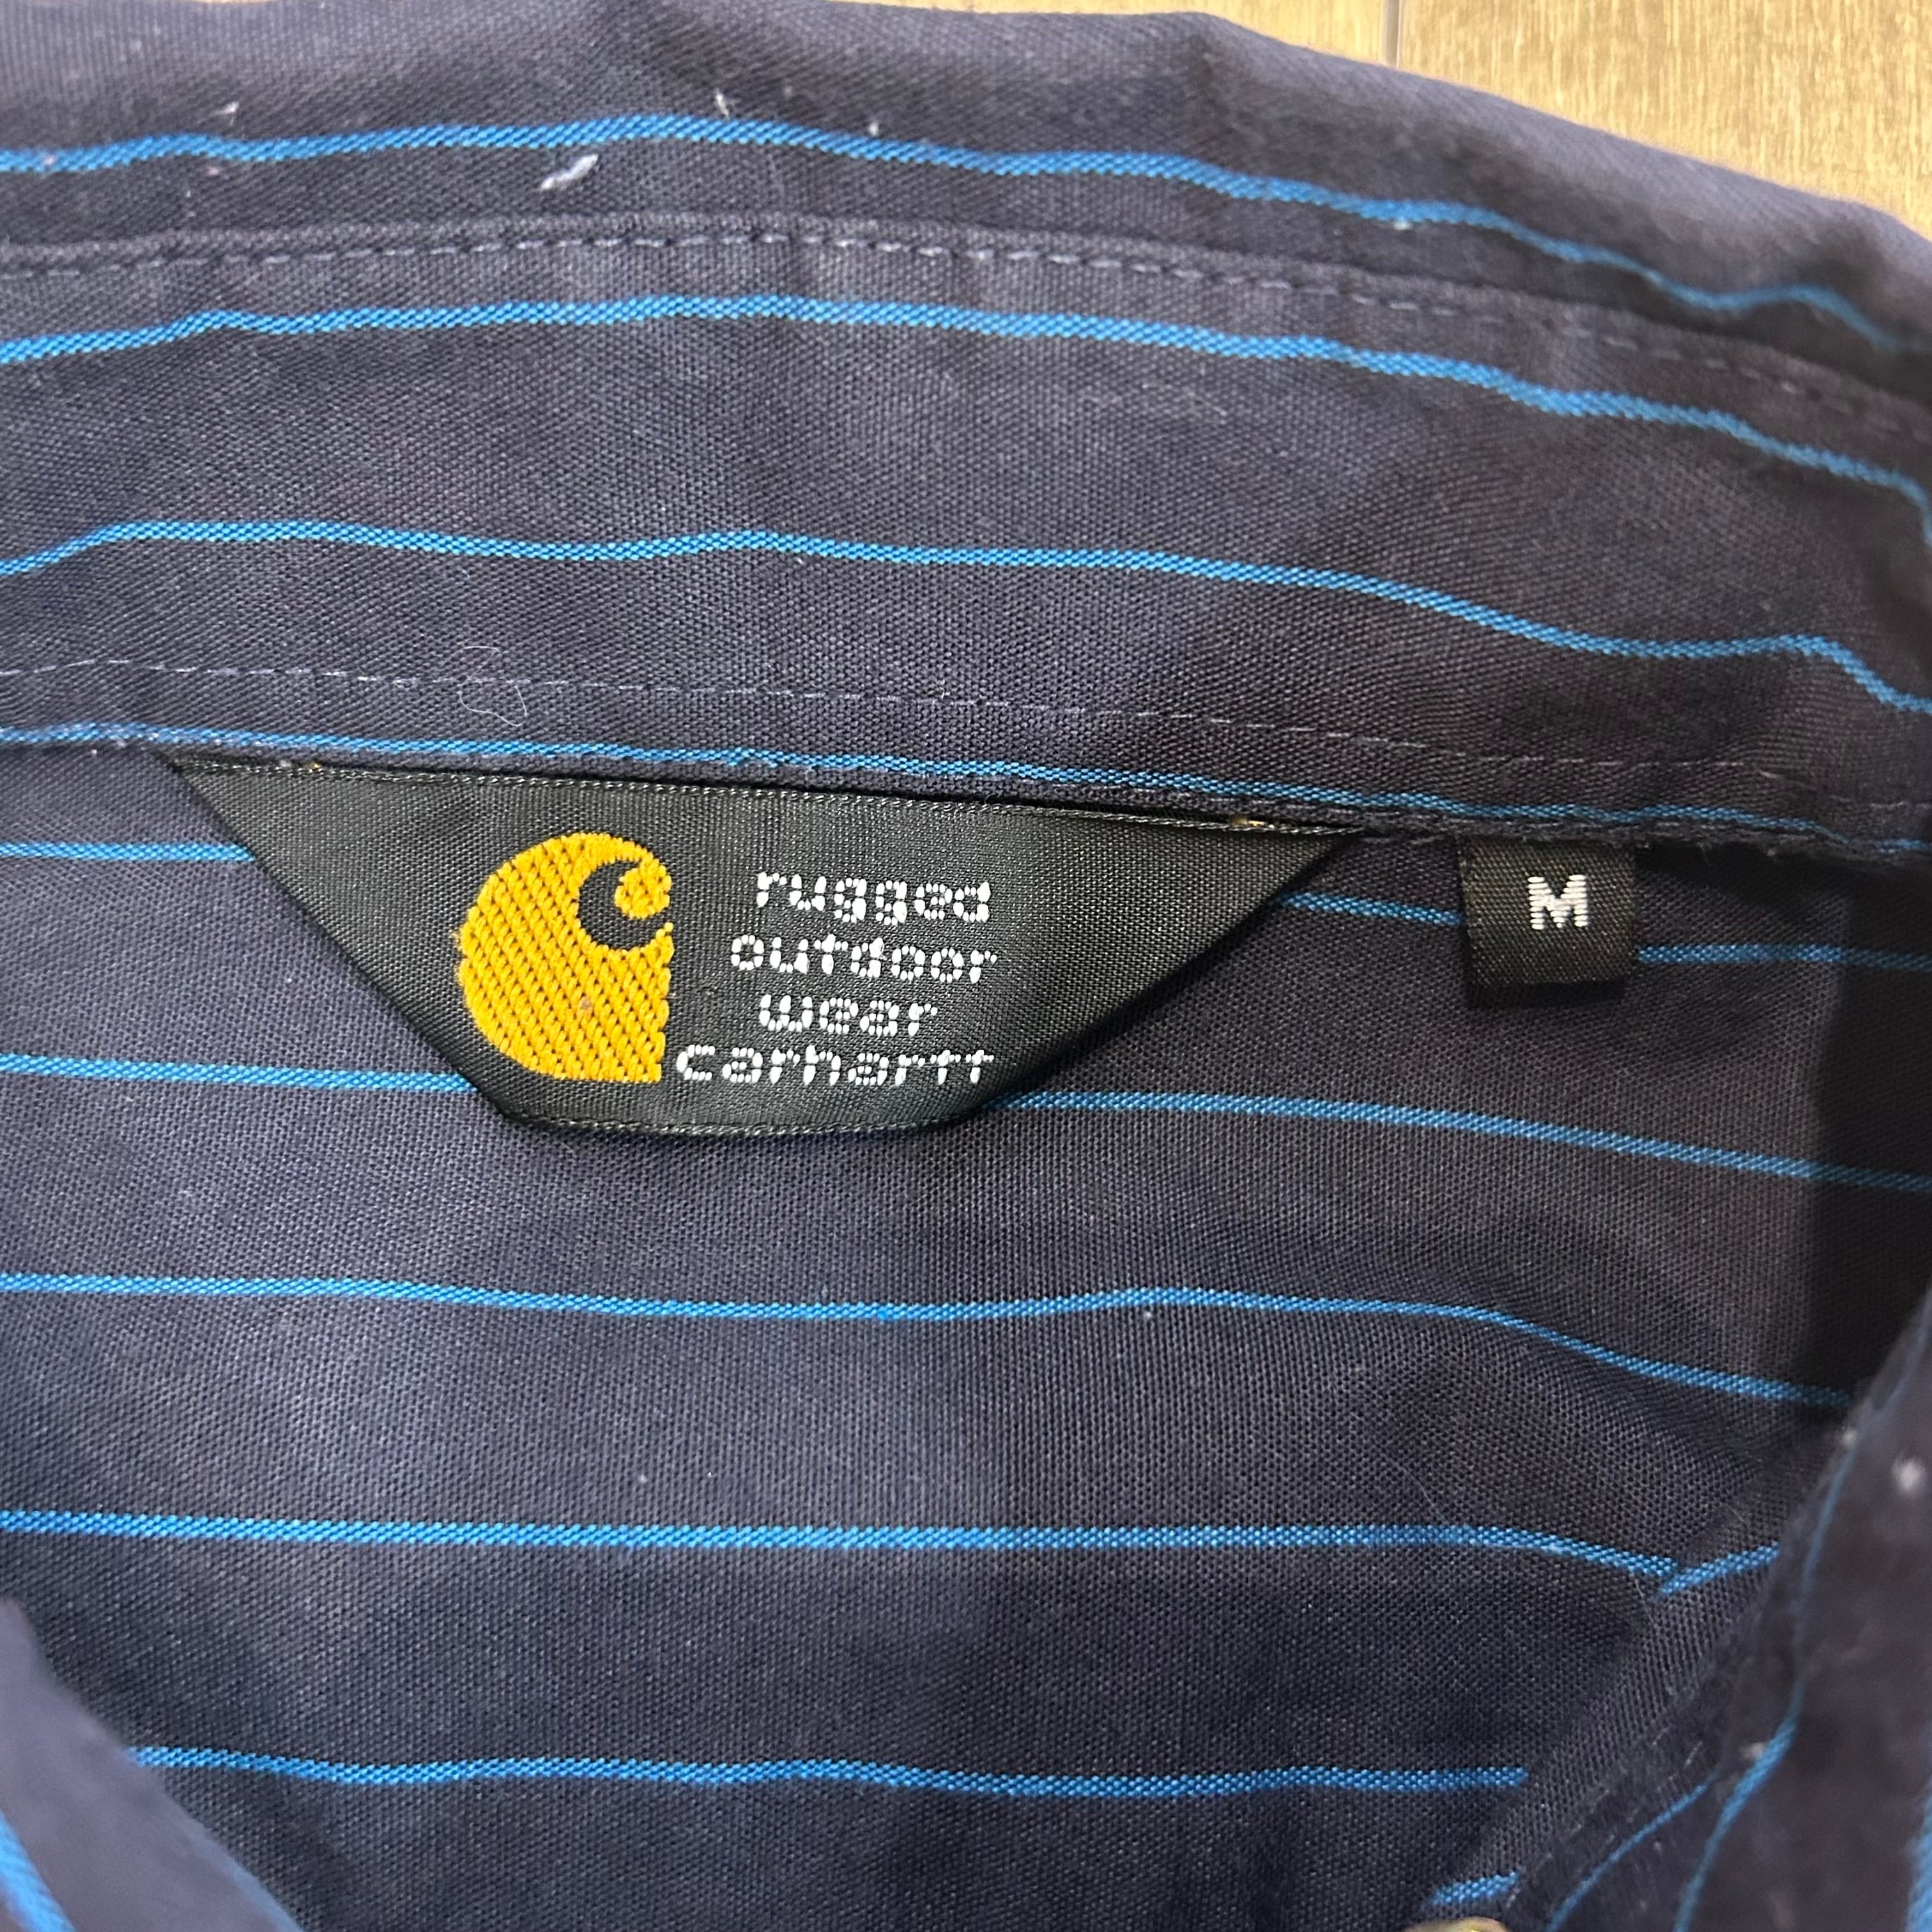 rugged
outdoor
wear
carhartt
M